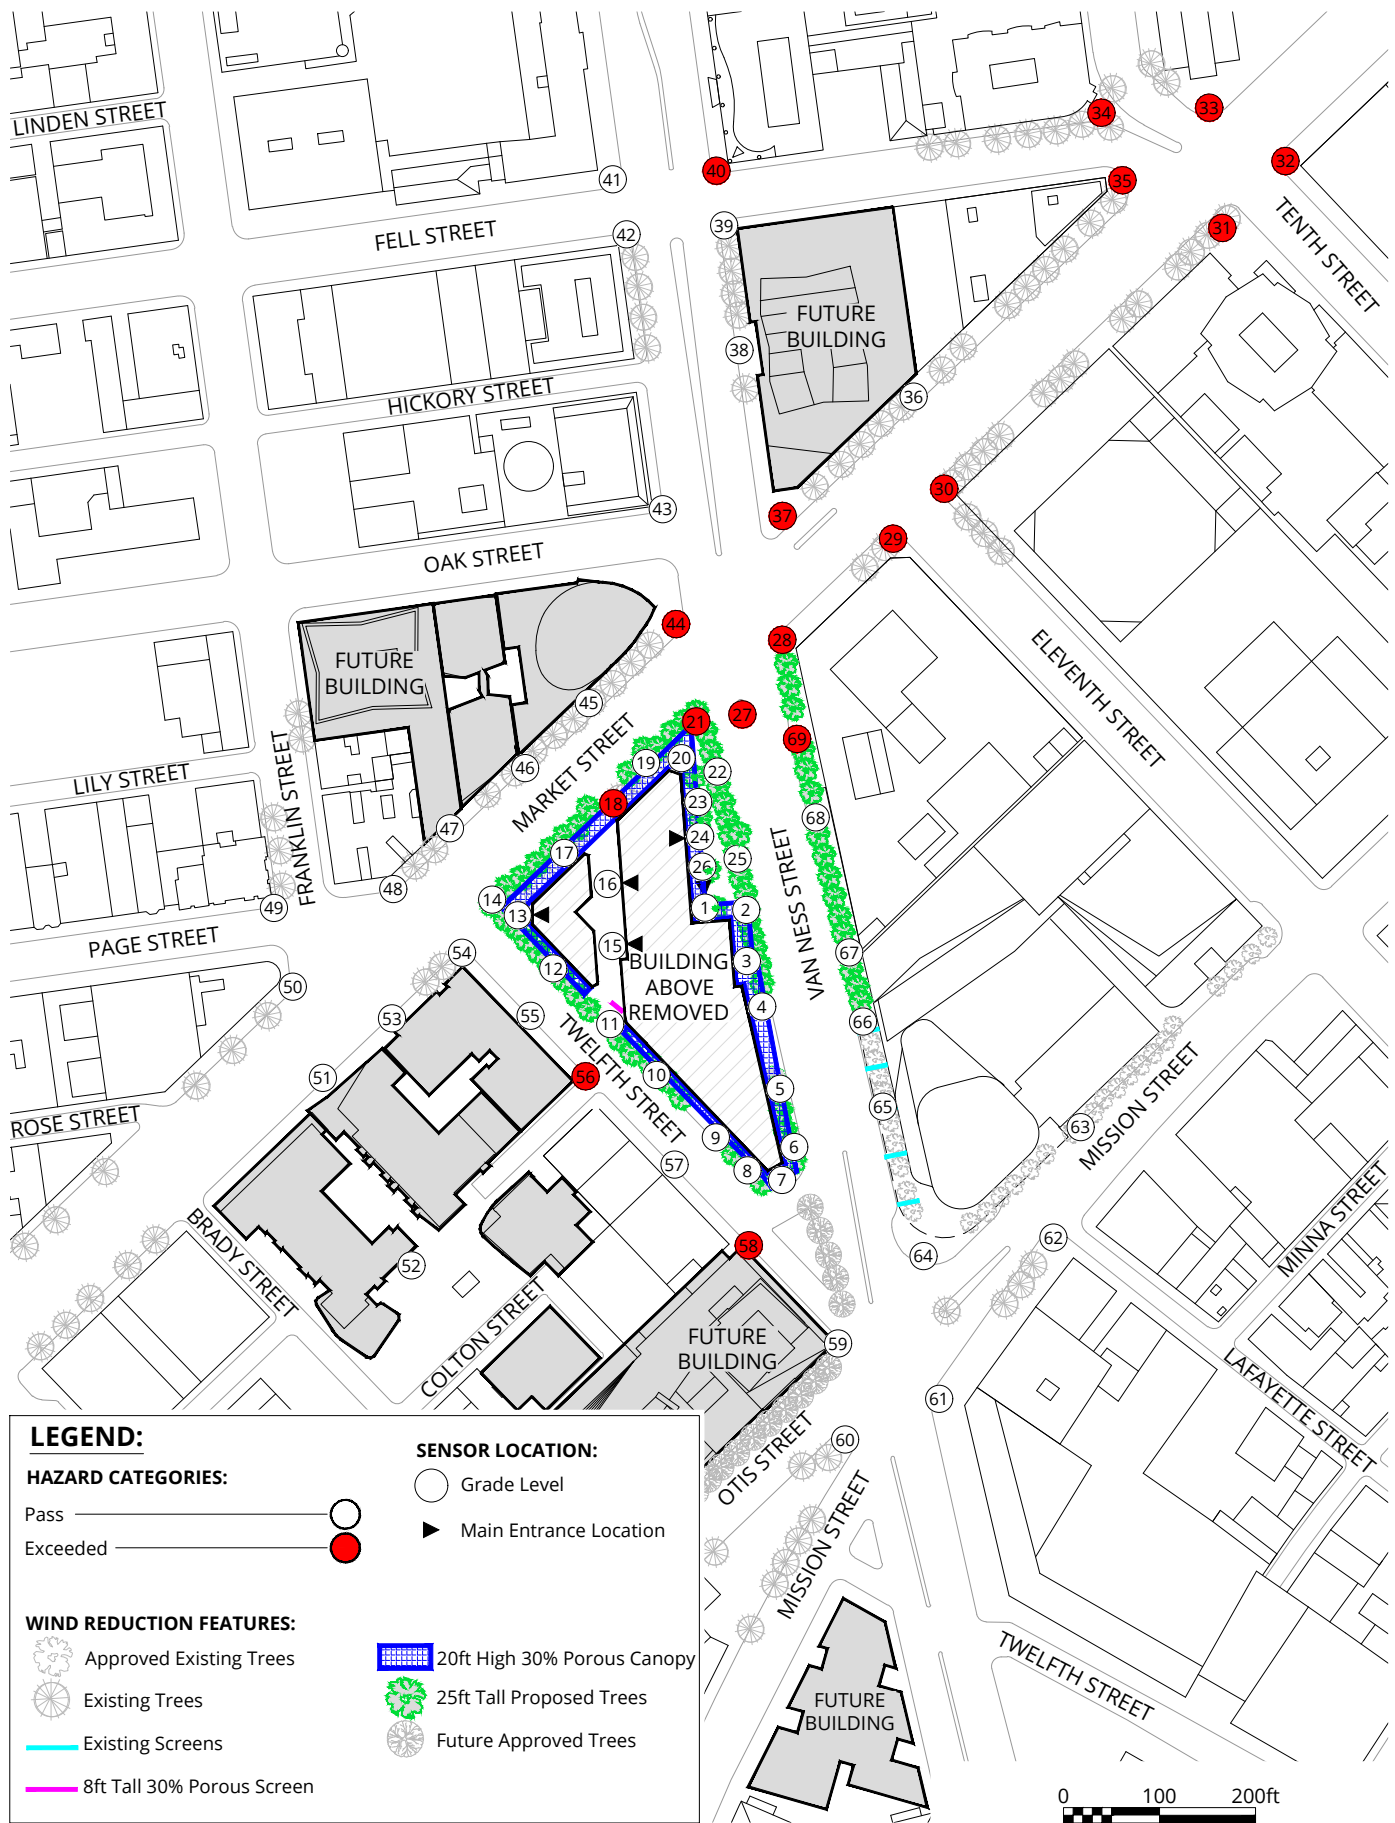 LINDEN STREET
34
33
32
40
41
35
TENTH STREET
39
31
42
FELL STREET
FUTURE
BUILDING
38
HICKORY STREET
36
30
43
37
29
OAK STREET
44
28
ELEVENTH STREET
FUTURE
BUILDING
45
21
27
MARKET STREET
69
LILY STREET
FRANKLIN STREET
46
19
20
22
18
23
68
47
24
17
25
26
VAN NESS STREET
48
16
14
49
13
1
2
PAGE STREET
15
67
54
12
3
BUILDING
ABOVE
REMOVED
50
4
53
55
11
66
TWELFTH STREET
51
56
10
5
65
ROSE STREET
63
MISSION STREET
9
6
57
8
7
BRADY STREET
58
62
64
MINNA STREET
52
COLTON STREET
FUTURE
BUILDING
59
LAFAYETTE STREET
61
OTIS STREET
60
MISSION STREET
TWELFTH STREET
FUTURE
BUILDING
LEGEND:
HAZARD CATEGORIES:
Pass
Exceeded
SENSOR LOCATION:
Grade Level
Main Entrance Location
WIND REDUCTION FEATURES:
Approved Existing Trees
Existing Trees
Existing Screens
8ft Tall 30% Porous Screen
20ft High 30% Porous Canopy
25ft Tall Proposed Trees
Future Approved Trees
0 100 200ft